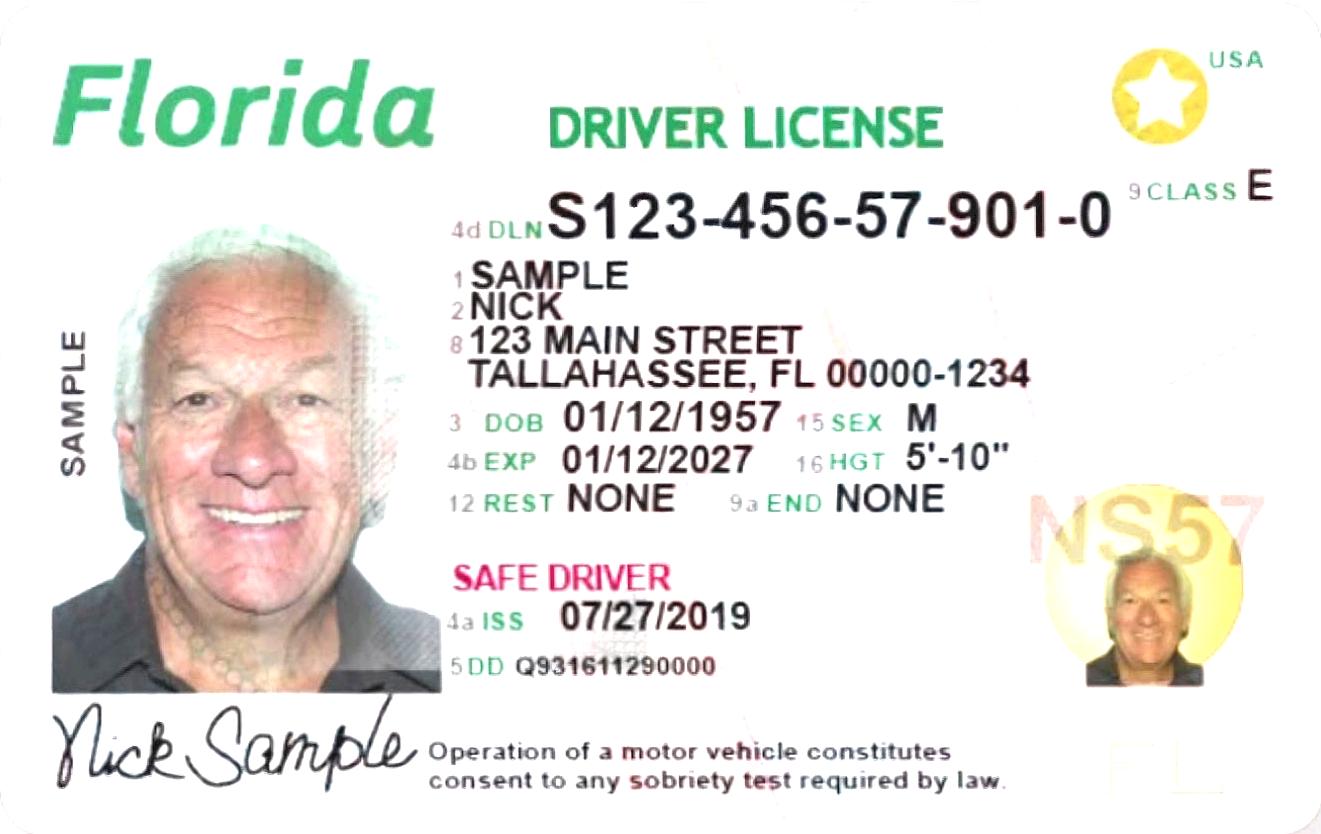 Florida
DRIVER LICENSE
USA
9 CLASS E
4d DLN S123-456-57-901-0
1 SAMPLE
2 NICK
8 123 MAIN STREET
TALLAHASSEE, FL 00000-1234
SAMPLE
3 DOB 01/12/1957 15 SEX M
4b EXP 01/12/2027 16 HGT 5'-10"
12 REST NONE 9a END NONE
NS57
SAFE DRIVER
4a ISS 07/27/2019
5 DD Q931611290000
Nick Sample
Operation of a motor vehicle constitutes
consent to any sobriety test required by law.
FL